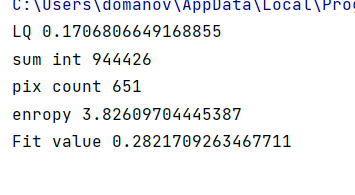 C:\Users\domanov\AppData\Local\Pro
LQ 0.1706806649168855
sum int 944426
pix count 651
enropy 3.82609704445387
Fit value 0.2821709263467711